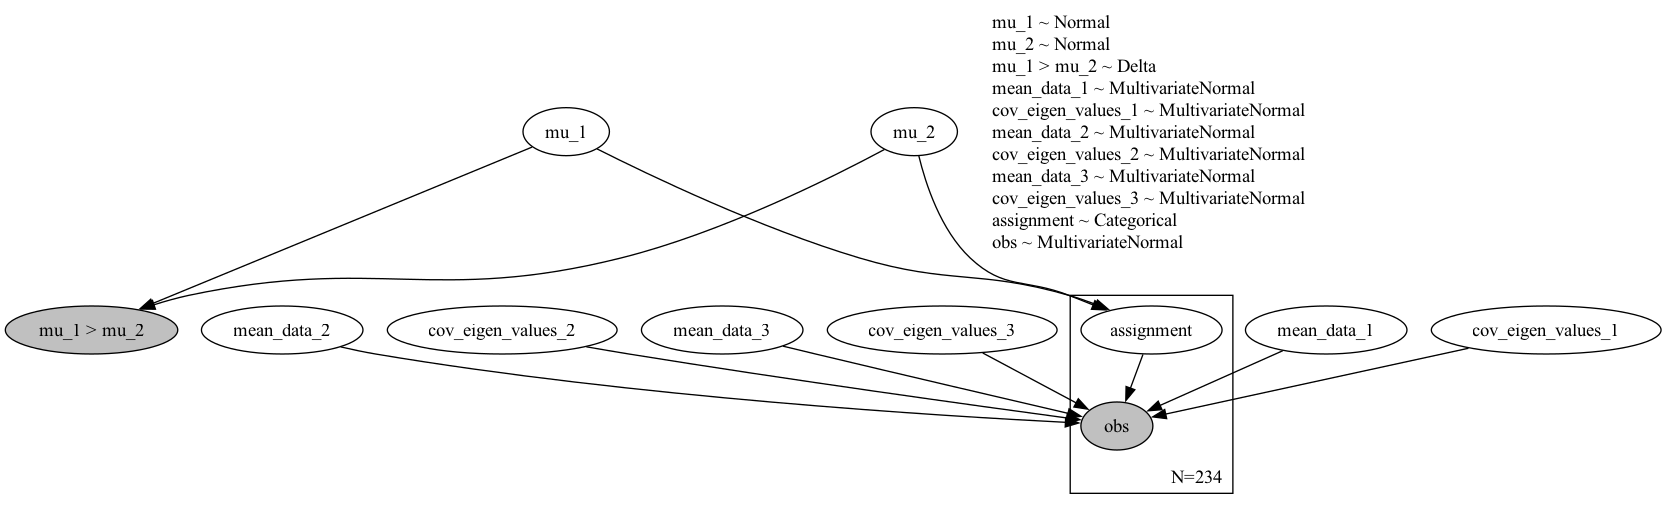 mu_1 ~ Normal
mu_2 ~ Normal
mu_1 > mu_2 ~ Delta
mean_data_1 ~ MultivariateNormal
cov_eigen_values_1 ~ MultivariateNormal
mean_data_2 ~ MultivariateNormal
cov_eigen_values_2 ~ MultivariateNormal
mean_data_3 ~ MultivariateNormal
cov_eigen_values_3 ~ MultivariateNormal
assignment ~ Categorical
obs ~ MultivariateNormal
mu_1
mu_2
mu_1 > mu_2
mean_data_2
cov_eigen_values_2
mean_data_3
cov_eigen_values_3
assignment
mean_data_1
cov_eigen_values_1
obs
N=234